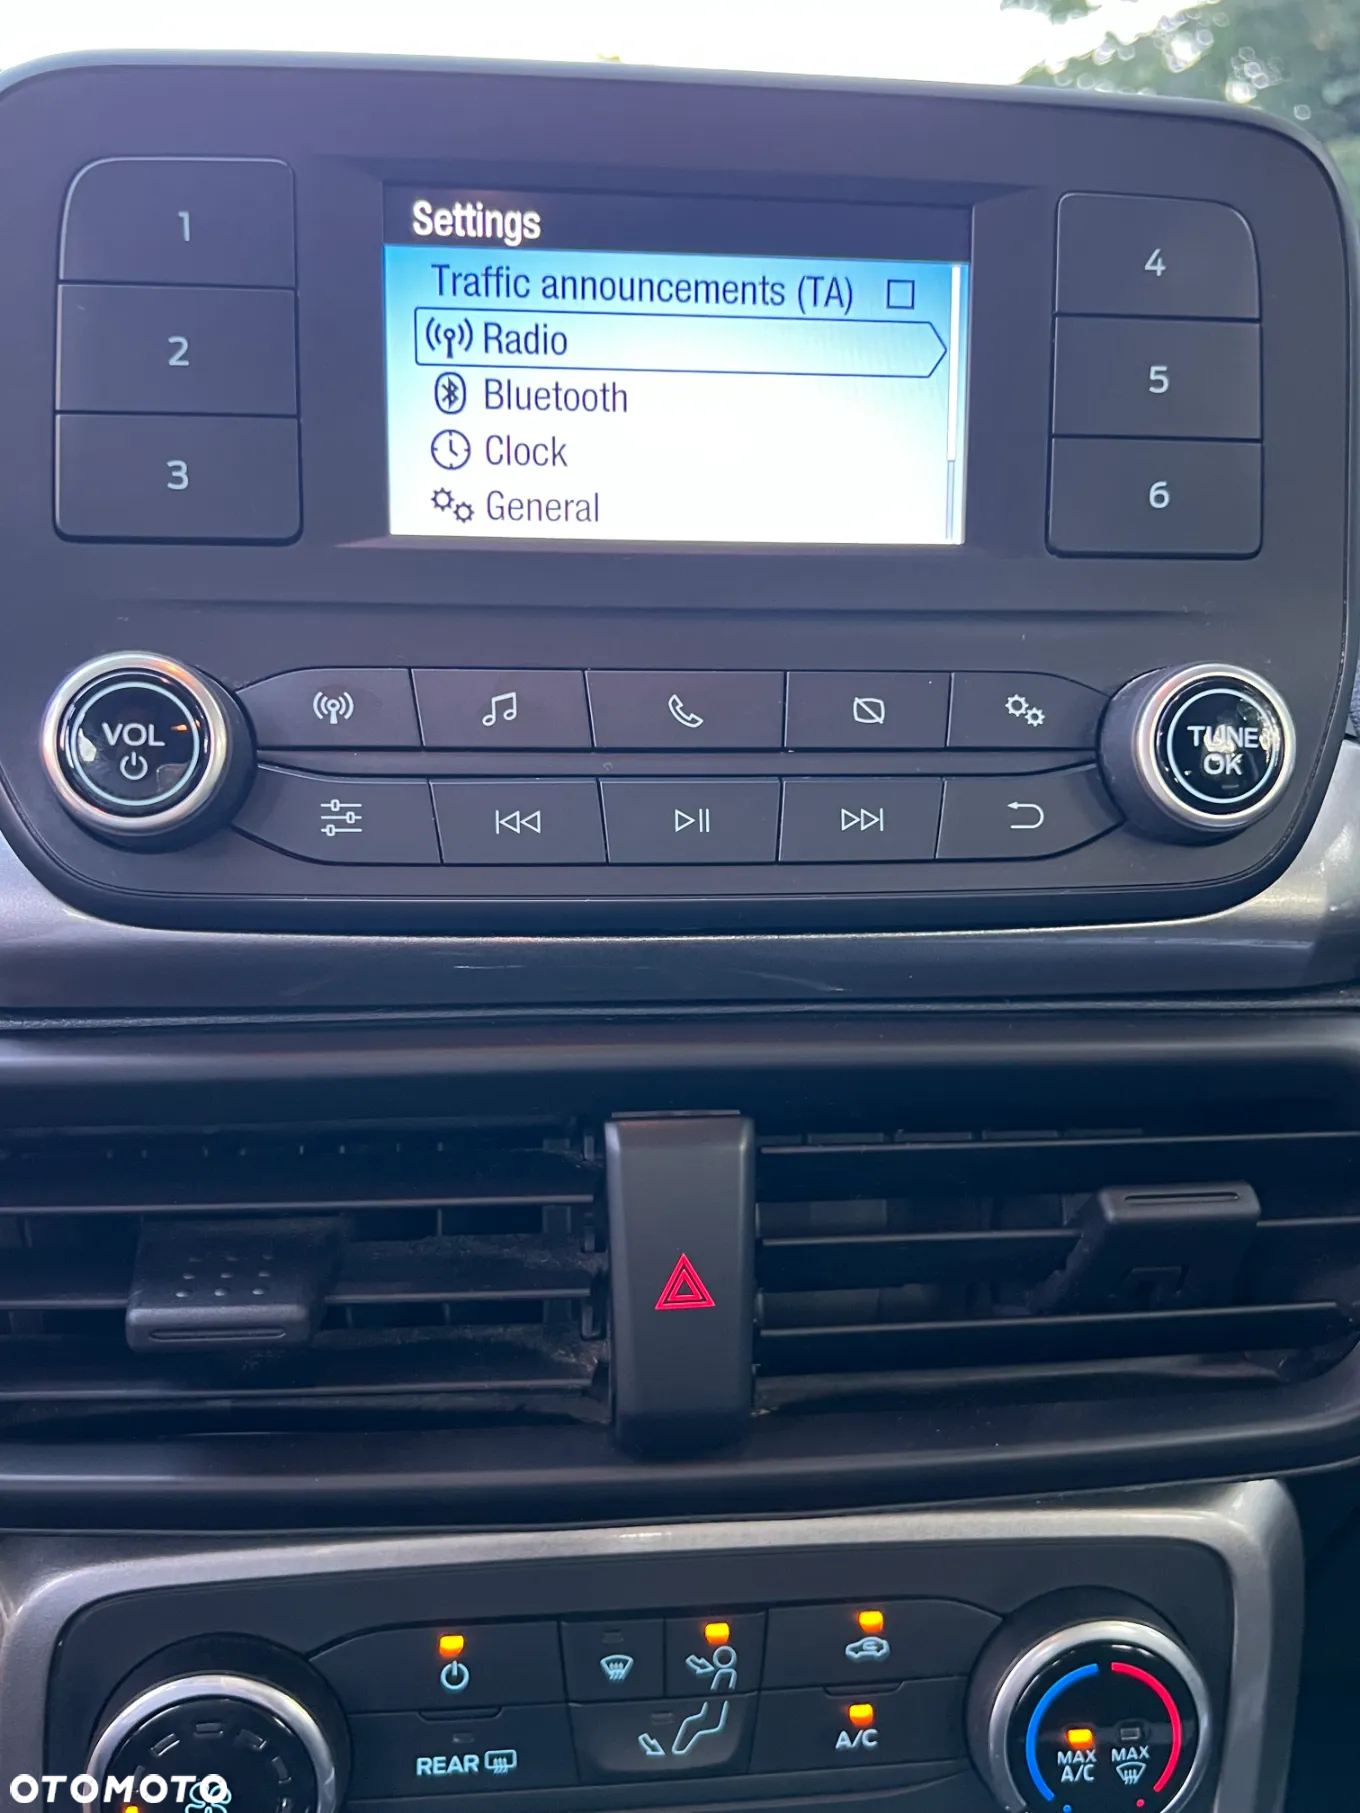 Settings
Traffic announcements (TA)
Radio
Bluetooth
Clock
General
1
2
3
4
5
6
VOL
TUNE
OK
REAR
A/C
MAX
A/C
MAX
OTOMOTO